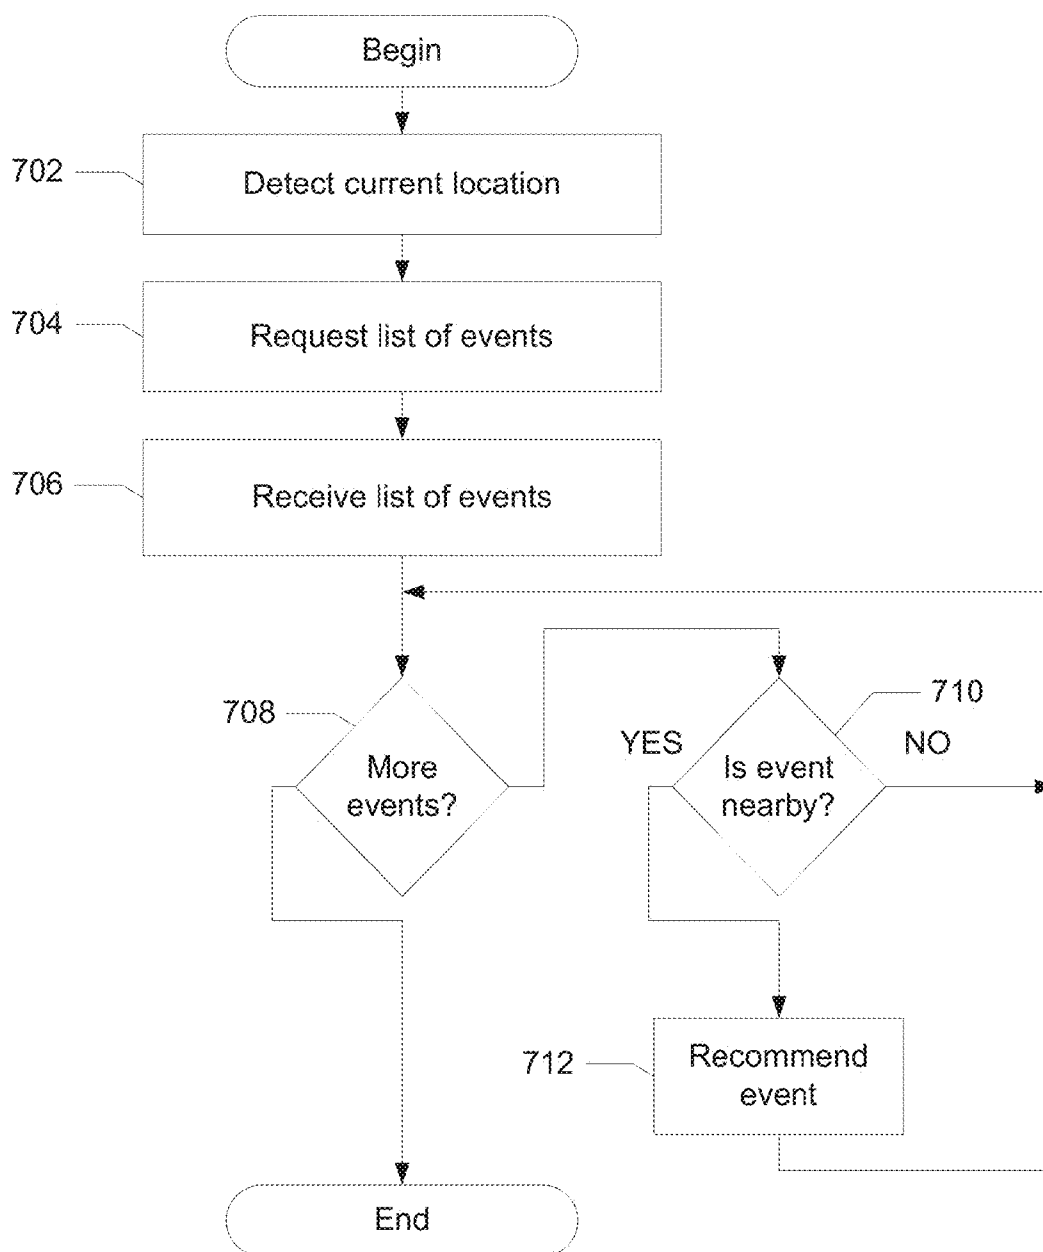 Begin
702
Detect current location
704
Request list of events
706
Receive list of events
708
More
events?
710
YES
NO
Is event
nearby?
712
Recommend
event
End